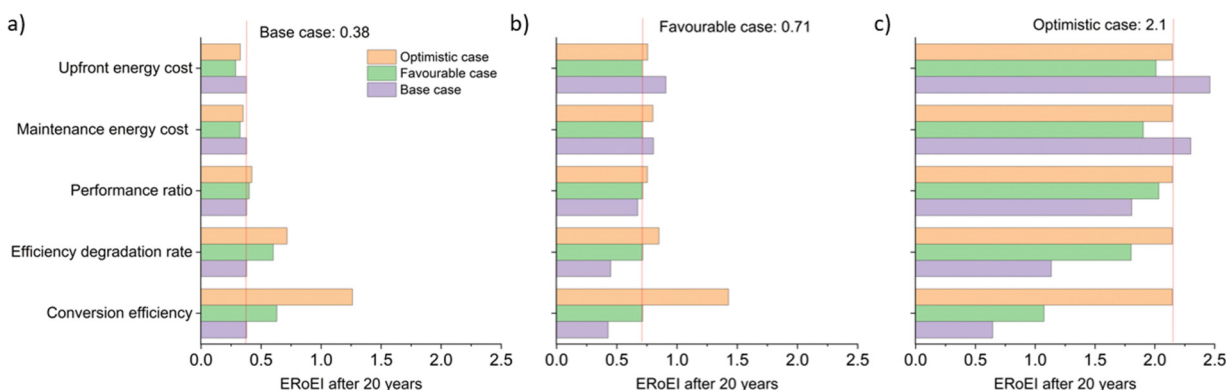 a)
Base case: 0.38
Optimistic case
Favourable case
Base case
Upfront energy cost
Maintenance energy cost
Performance ratio
Efficiency degradation rate
Conversion efficiency
0.0 0.5 1.0 1.5 2.0 2.5
ERoEI after 20 years
b)
Favourable case: 0.71
0.0 0.5 1.0 1.5 2.0 2.5
ERoEI after 20 years
c)
Optimistic case: 2.1
0.0 0.5 1.0 1.5 2.0 2.5
ERoEI after 20 years